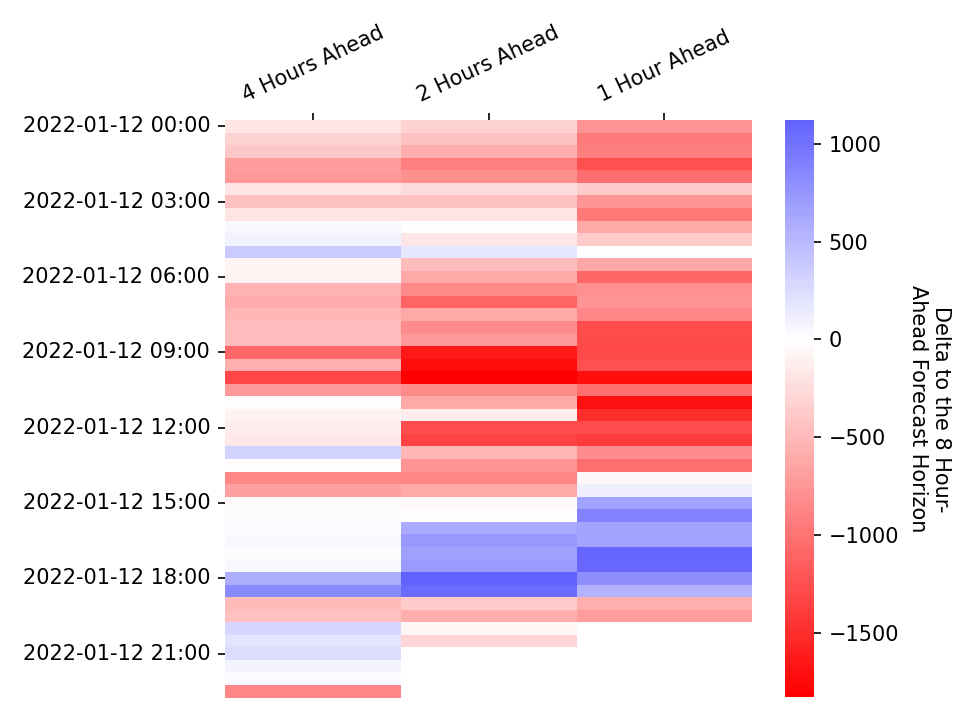 4 Hours Ahead
2 Hours Ahead
1 Hour Ahead
2022-01-12 00:00
2022-01-12 03:00
2022-01-12 06:00
2022-01-12 09:00
2022-01-12 12:00
2022-01-12 15:00
2022-01-12 18:00
2022-01-12 21:00
1000
500
0
−500
−1000
−1500
Delta to the 8 Hour-
Ahead Forecast Horizon